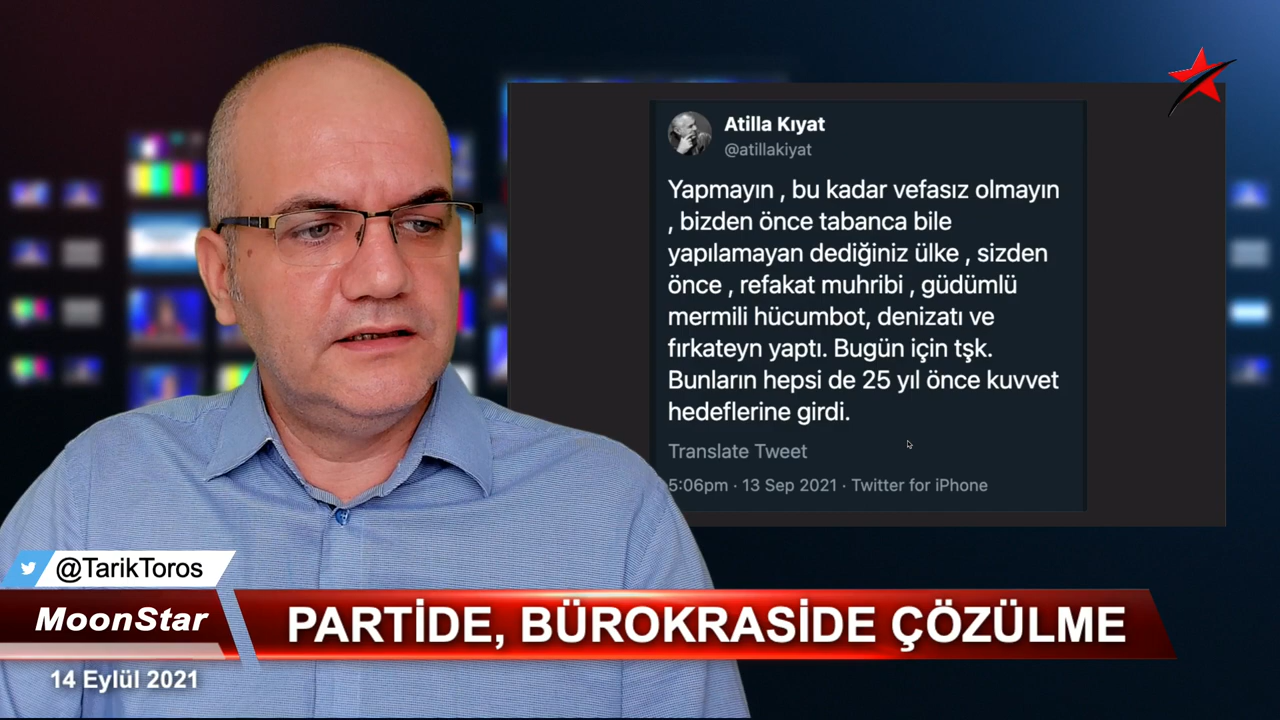 Atilla Kıyat
@atillakiyat
Yapmayın , bu kadar vefasız olmayın
, bizden önce tabanca bile
yapılamayan dediğiniz ülke , sizden
önce , refakat muhribi , güdümlü
mermili hücumbot, denizatı ve
fırkateyn yaptı. Bugün için tşk.
Bunların hepsi de 25 yıl önce kuvvet
hedeflerine girdi.
Translate Tweet
5:06pm · 13 Sep 2021 · Twitter for iPhone
@TarikToros
MoonStar
PARTİDE, BÜROKRASİDE ÇÖZÜLME
14 Eylül 2021